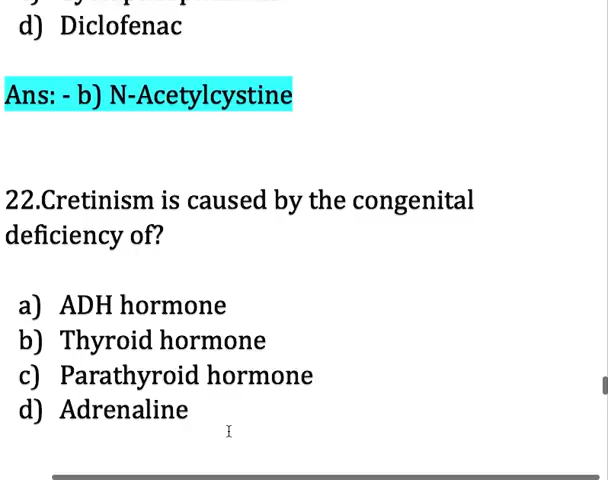 d) Diclofenac
Ans: - b) N-Acetylcystine
22.Cretinism is caused by the congenital
deficiency of?
a) ADH hormone
b) Thyroid hormone
c) Parathyroid hormone
d) Adrenaline